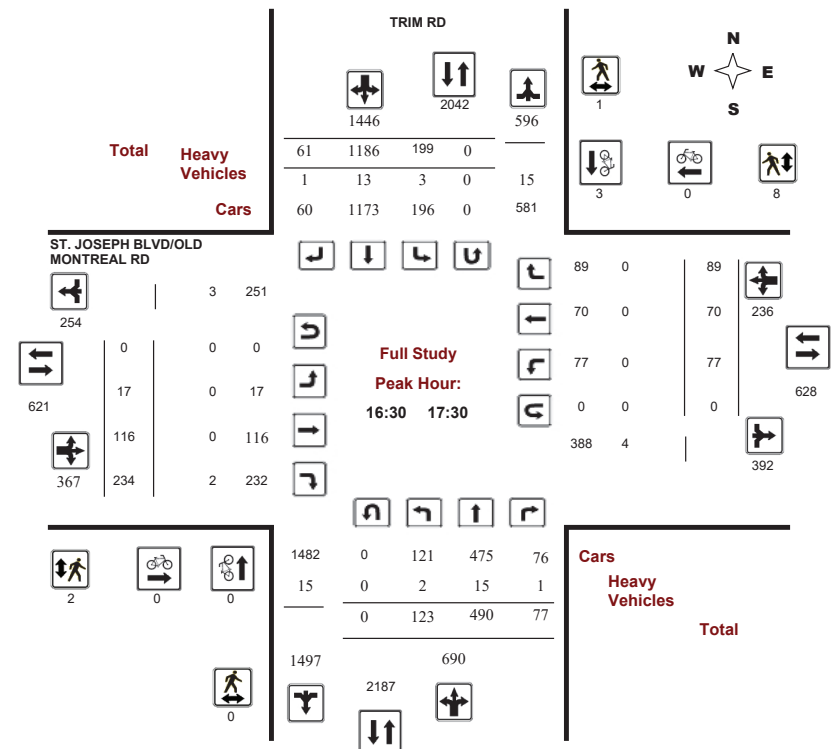 TRIM RD
N
W E
S
2042
1446 596
1
Total Heavy Vehicles
61 1186 199 0
1 13 3 0 15
Cars 60 1173 196 0 581
3 0 8
ST. JOSEPH BLVD/OLD
MONTREAL RD
3 251
254
89 0 89
70 0 70 236
0 0 0
621
Full Study
Peak Hour:
16:30 17:30
77 0 77
628
17 0 17
0 0 0
116 0 116
388 4
392
367 234 2 232
1482 0 121 475 76 Cars
15 0 2 15 1 Heavy
Vehicles
2 0 0
0 123 490 77 Total
1497 690
2187
0